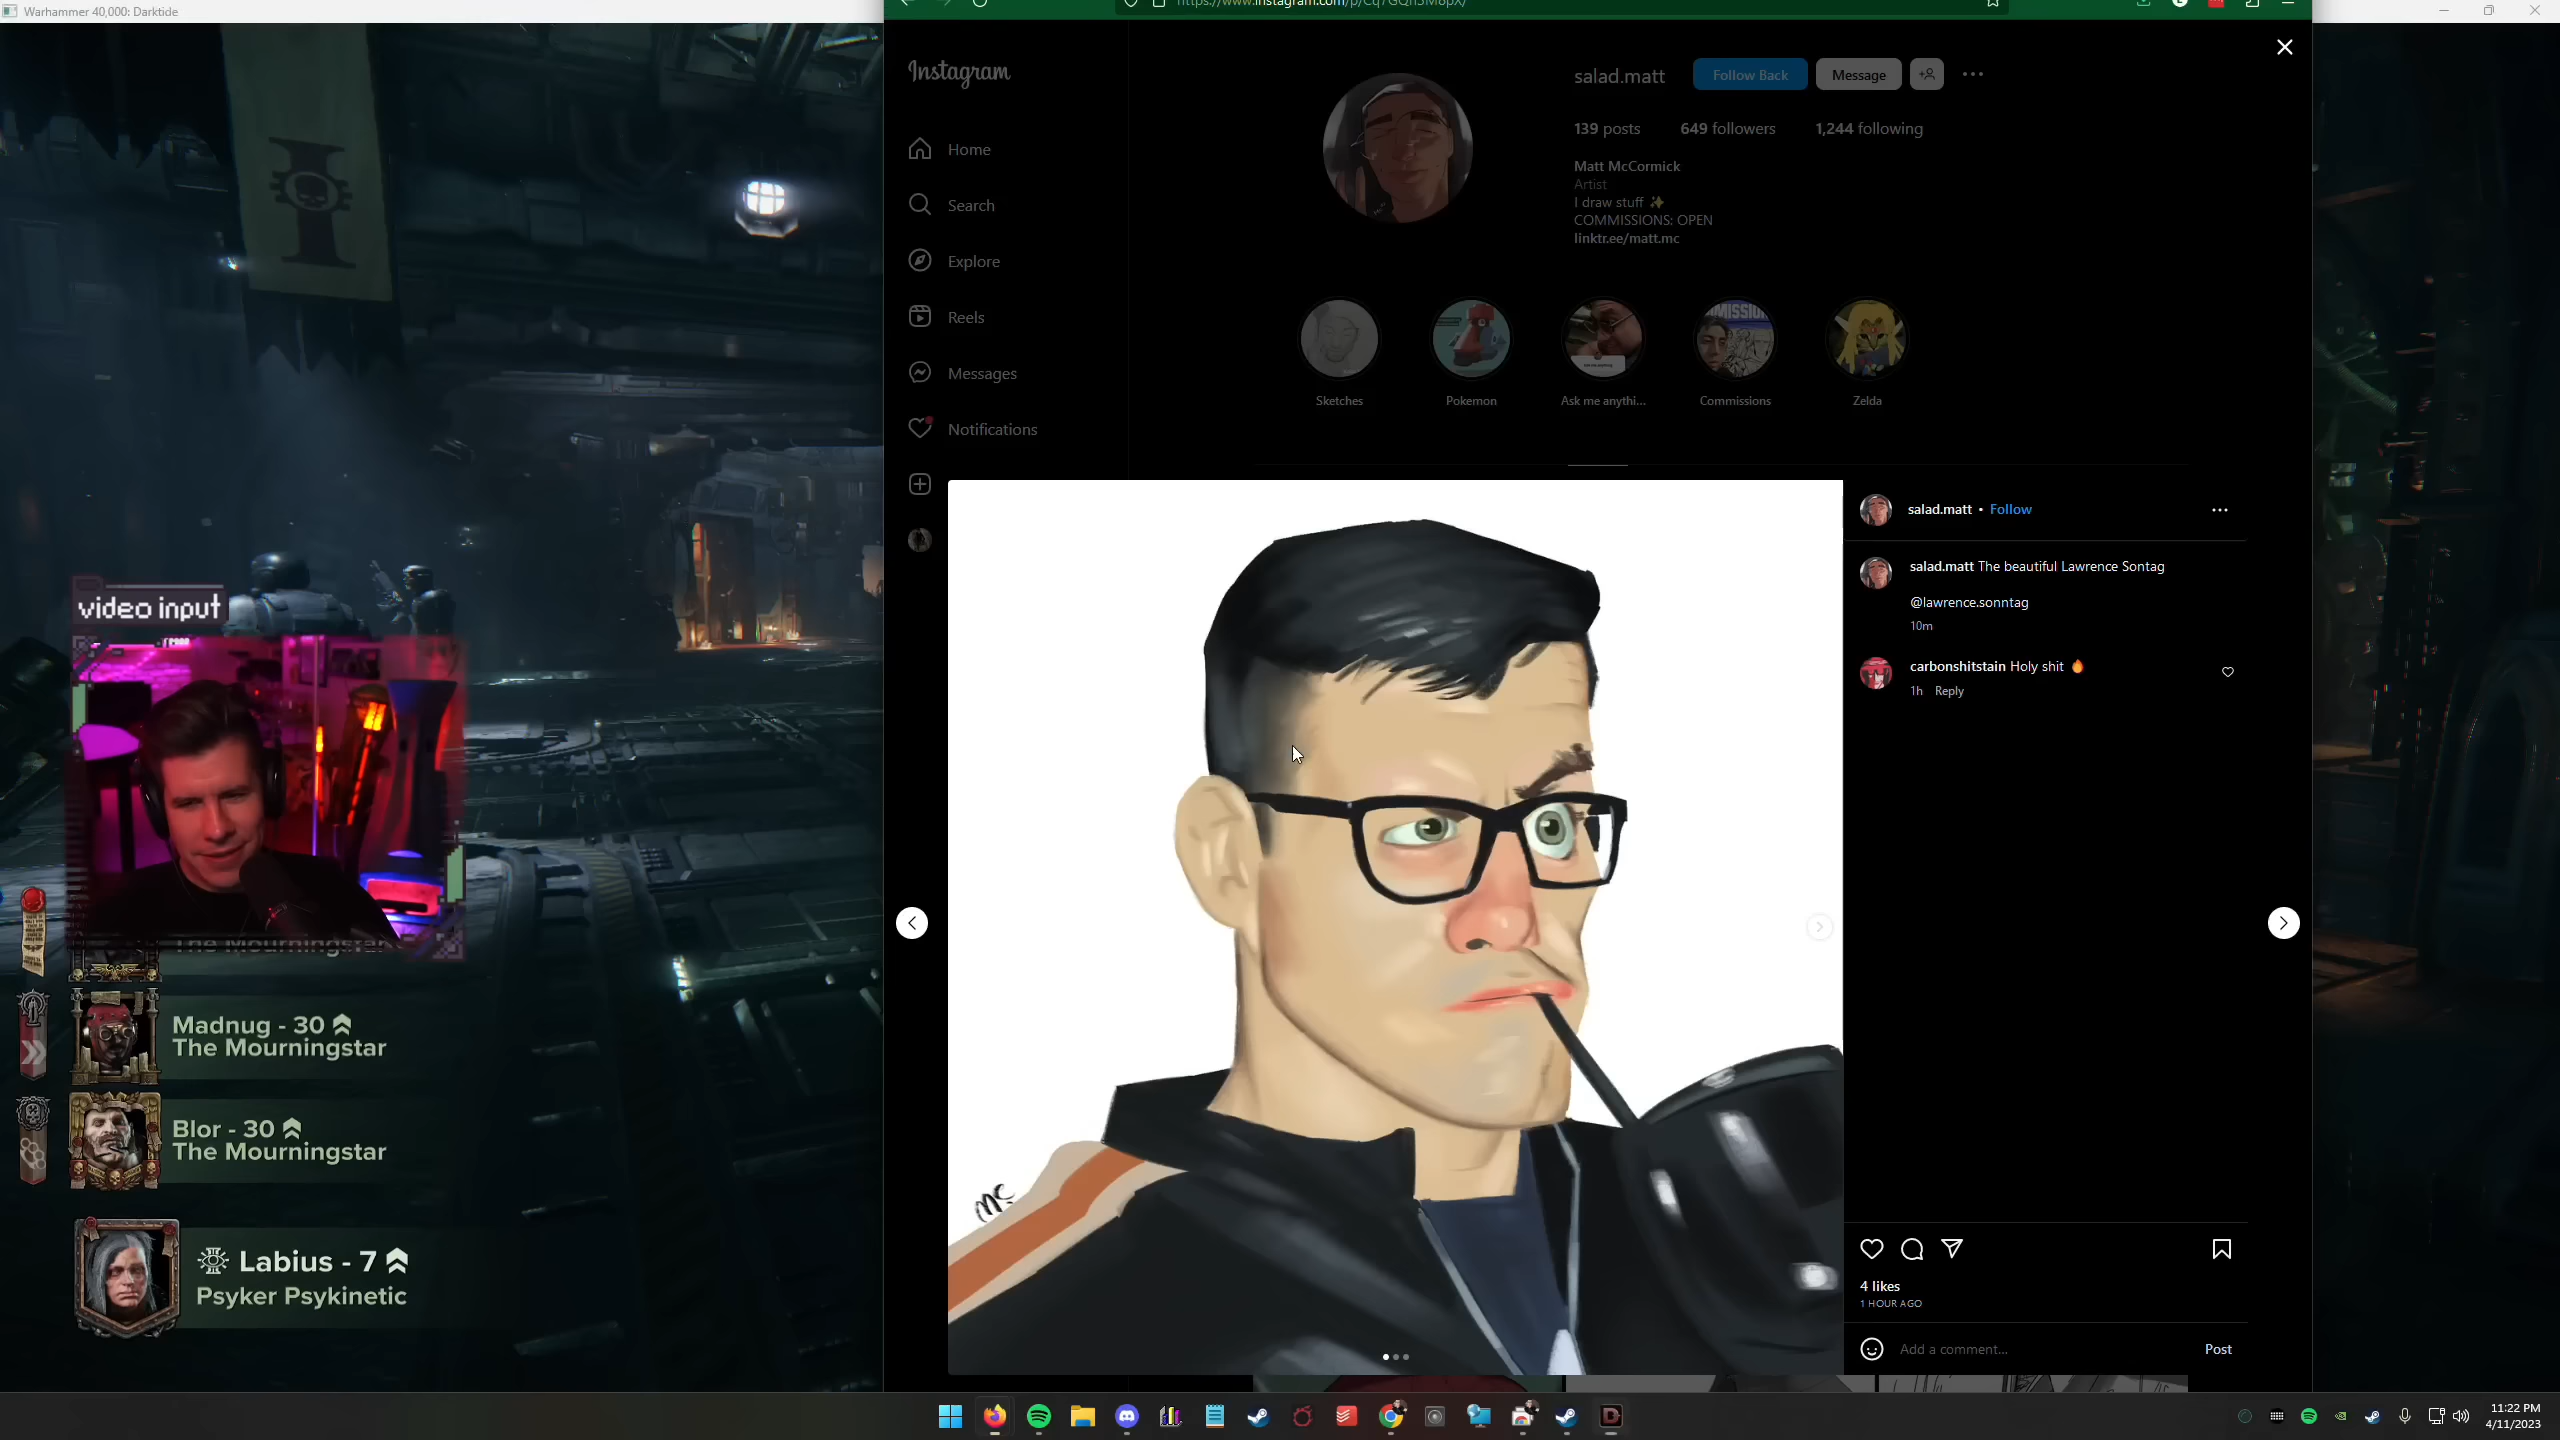 Warhammer 40,000: Darktide
Instagram
Home
Search
Explore
Reels
Messages
Notifications
salad.matt
Follow Back
Message
139 posts
649 followers
1,244 following
Matt McCormick
Artist
I draw stuff ✨
COMMISSIONS: OPEN
linktr.ee/matt.mc
Sketches
Pokemon
Ask me anythi...
Commissions
Zelda
salad.matt • Follow
salad.matt The beautiful Lawrence Sontag
@lawrence.sonntag
10m
carbonshitstain Holy shit 🔥
1h Reply
4 likes
1 HOUR AGO
Add a comment...
Post
video input
The Mourningstar
Madnug - 30
The Mourningstar
Blor - 30
The Mourningstar
Labius - 7
Psyker Psykinetic
MC
11:22 PM
4/11/2023